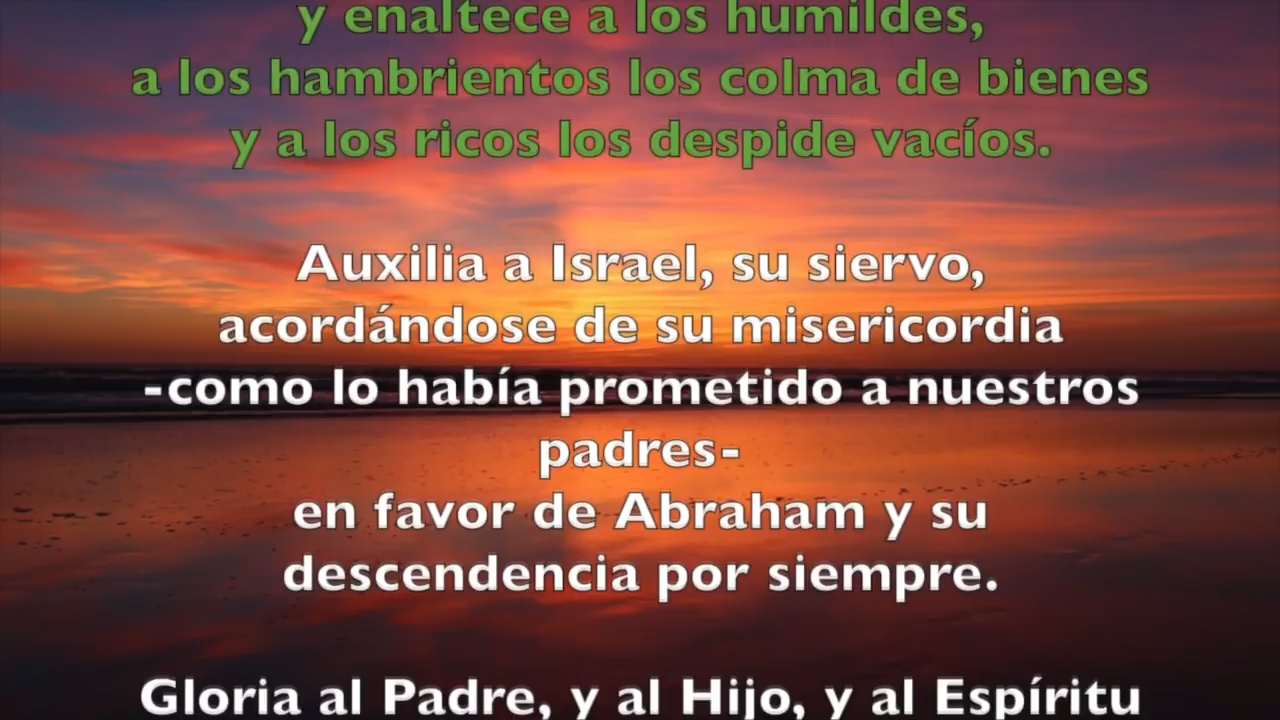 y enaltece a los humildes,
a los hambrientos los colma de bienes
y a los ricos los despide vacíos.
Auxilia a Israel, su siervo,
acordándose de su misericordia
-como lo había prometido a nuestros
padres-
en favor de Abraham y su
descendencia por siempre.
Gloria al Padre, y al Hijo, y al Espíritu